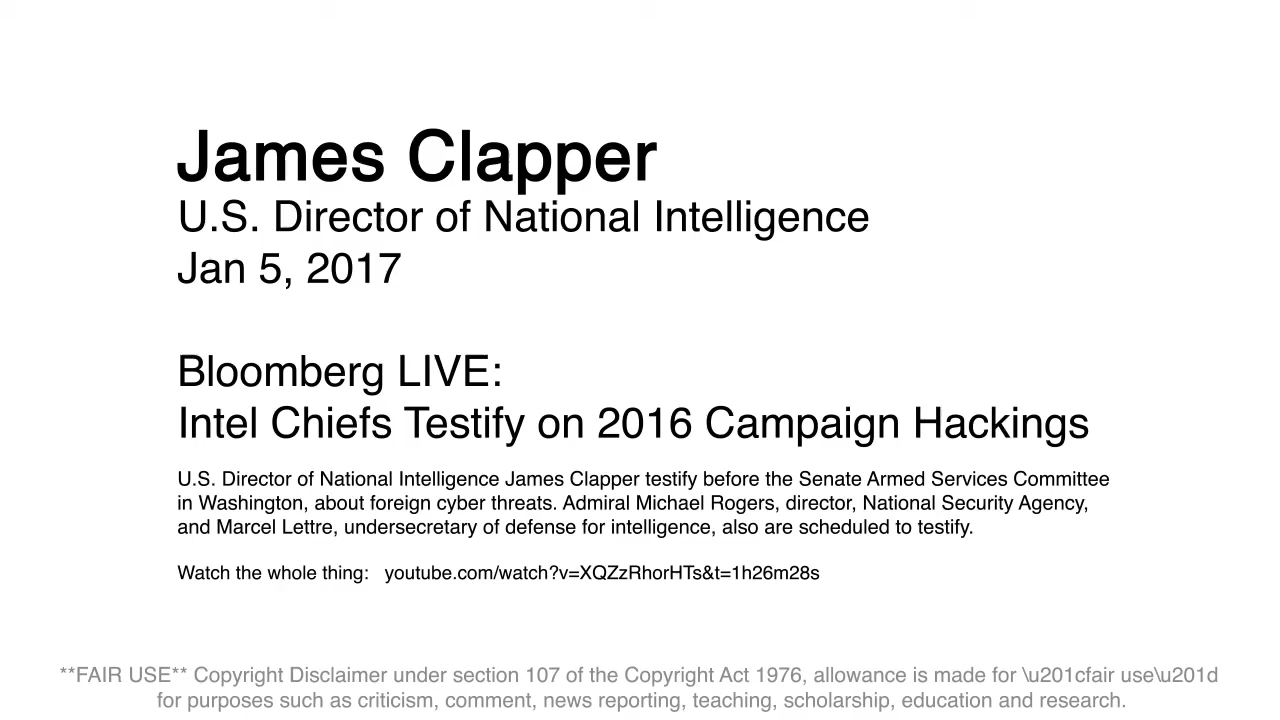 James Clapper
U.S. Director of National Intelligence
Jan 5, 2017
Bloomberg LIVE:
Intel Chiefs Testify on 2016 Campaign Hackings
U.S. Director of National Intelligence James Clapper testify before the Senate Armed Services Committee
in Washington, about foreign cyber threats. Admiral Michael Rogers, director, National Security Agency,
and Marcel Lettre, undersecretary of defense for intelligence, also are scheduled to testify.
Watch the whole thing: youtube.com/watch?v=XQZzRhorHTs&t=1h26m28s
**FAIR USE** Copyright Disclaimer under section 107 of the Copyright Act 1976, allowance is made for \u201cfair use\u201d
for purposes such as criticism, comment, news reporting, teaching, scholarship, education and research.